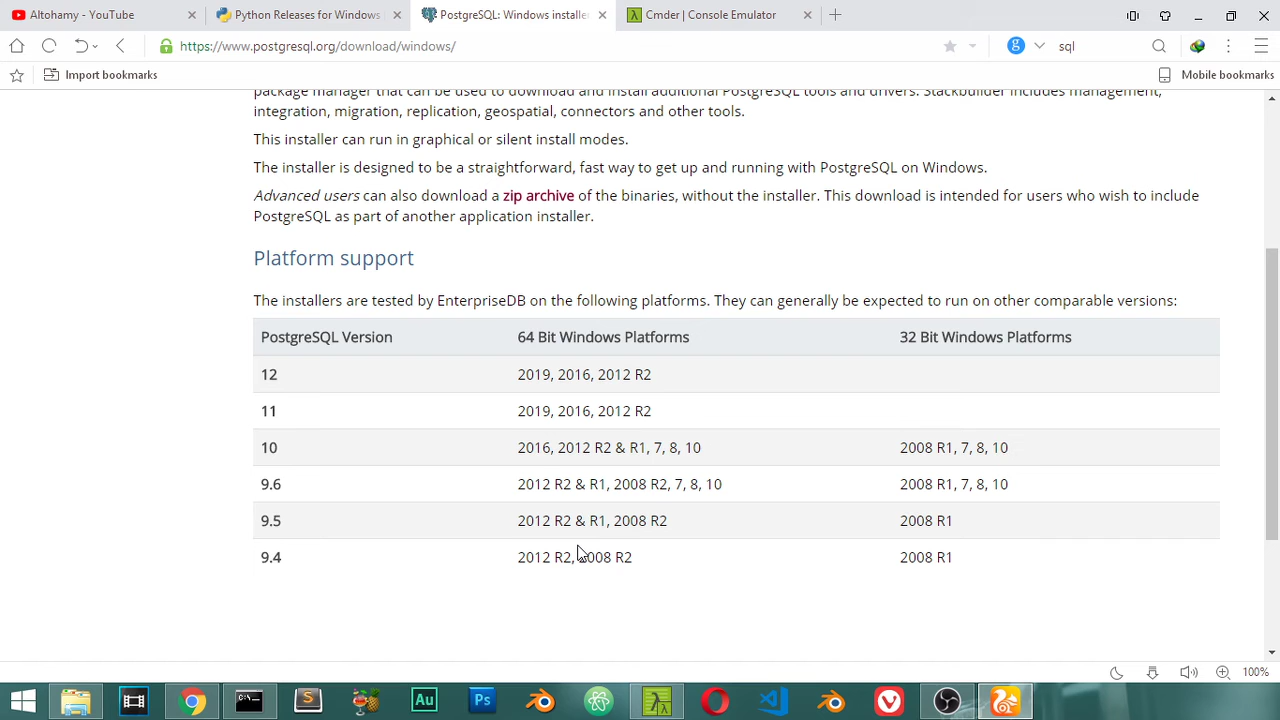 Altohamy - YouTube
Python Releases for Windows
PostgreSQL: Windows installe
Cmder | Console Emulator
https://www.postgresql.org/download/windows/
sql
Import bookmarks
Mobile bookmarks
package manager that can be used to download and install additional PostgreSQL tools and drivers. Stackbuilder includes management,
integration, migration, replication, geospatial, connectors and other tools.
This installer can run in graphical or silent install modes.
The installer is designed to be a straightforward, fast way to get up and running with PostgreSQL on Windows.
Advanced users can also download a zip archive of the binaries, without the installer. This download is intended for users who wish to include
PostgreSQL as part of another application installer.
Platform support
The installers are tested by EnterpriseDB on the following platforms. They can generally be expected to run on other comparable versions:
PostgreSQL Version 64 Bit Windows Platforms 32 Bit Windows Platforms
12 2019, 2016, 2012 R2
11 2019, 2016, 2012 R2
10 2016, 2012 R2 & R1, 7, 8, 10 2008 R1, 7, 8, 10
9.6 2012 R2 & R1, 2008 R2, 7, 8, 10 2008 R1, 7, 8, 10
9.5 2012 R2 & R1, 2008 R2 2008 R1
9.4 2012 R2, 2008 R2 2008 R1
100%
Au
Ps